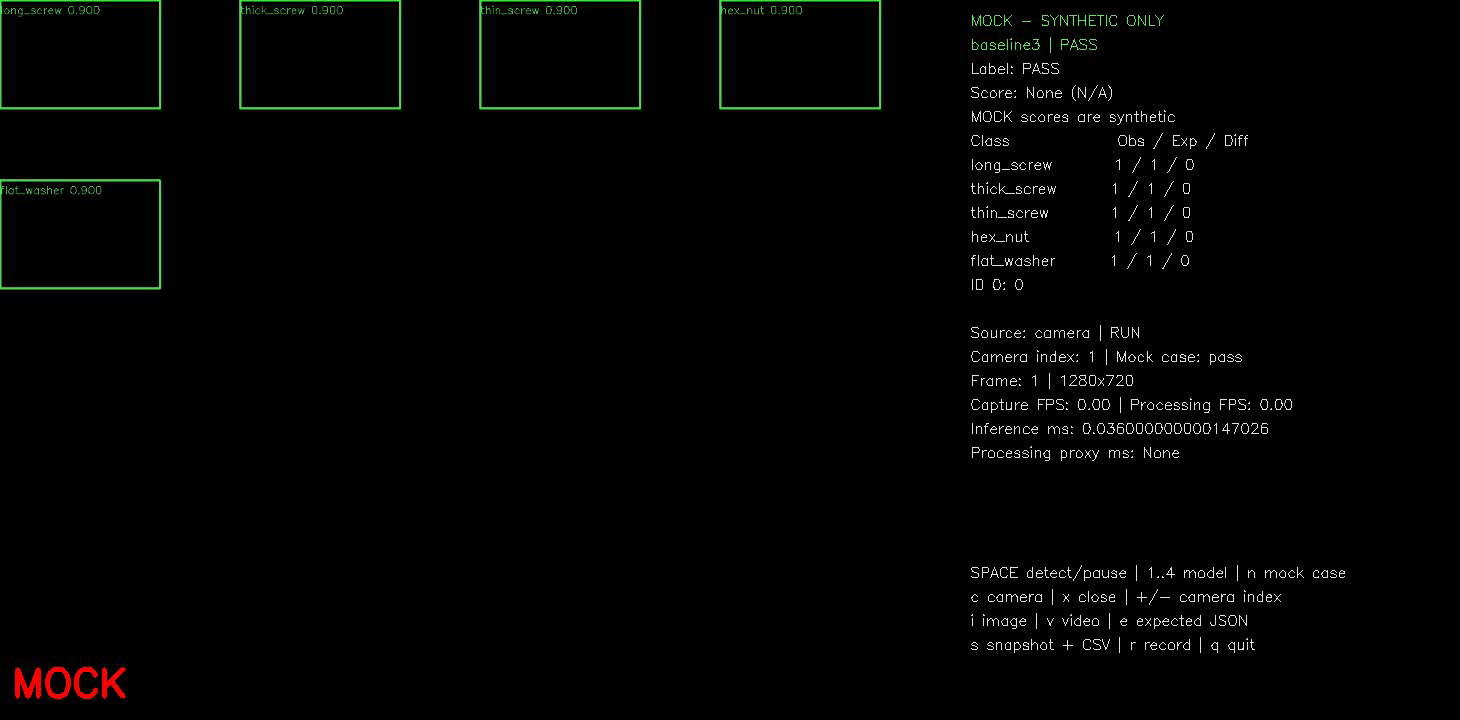 long_screw 0.900
thick_screw 0.900
thin_screw 0.900
hex_nut 0.900
flat_washer 0.900
MOCK
MOCK - SYNTHETIC ONLY
baseline3 | PASS
Label: PASS
Score: None (N/A)
MOCK scores are synthetic
Class Obs / Exp / Diff
long_screw 1 / 1 / 0
thick_screw 1 / 1 / 0
thin_screw 1 / 1 / 0
hex_nut 1 / 1 / 0
flat_washer 1 / 1 / 0
ID 0: 0
Source: camera | RUN
Camera index: 1 | Mock case: pass
Frame: 1 | 1280x720
Capture FPS: 0.00 | Processing FPS: 0.00
Inference ms: 0.036000000000147026
Processing proxy ms: None
SPACE detect/pause | 1..4 model | n mock case
c camera | x close | +/- camera index
i image | v video | e expected JSON
s snapshot + CSV | r record | q quit